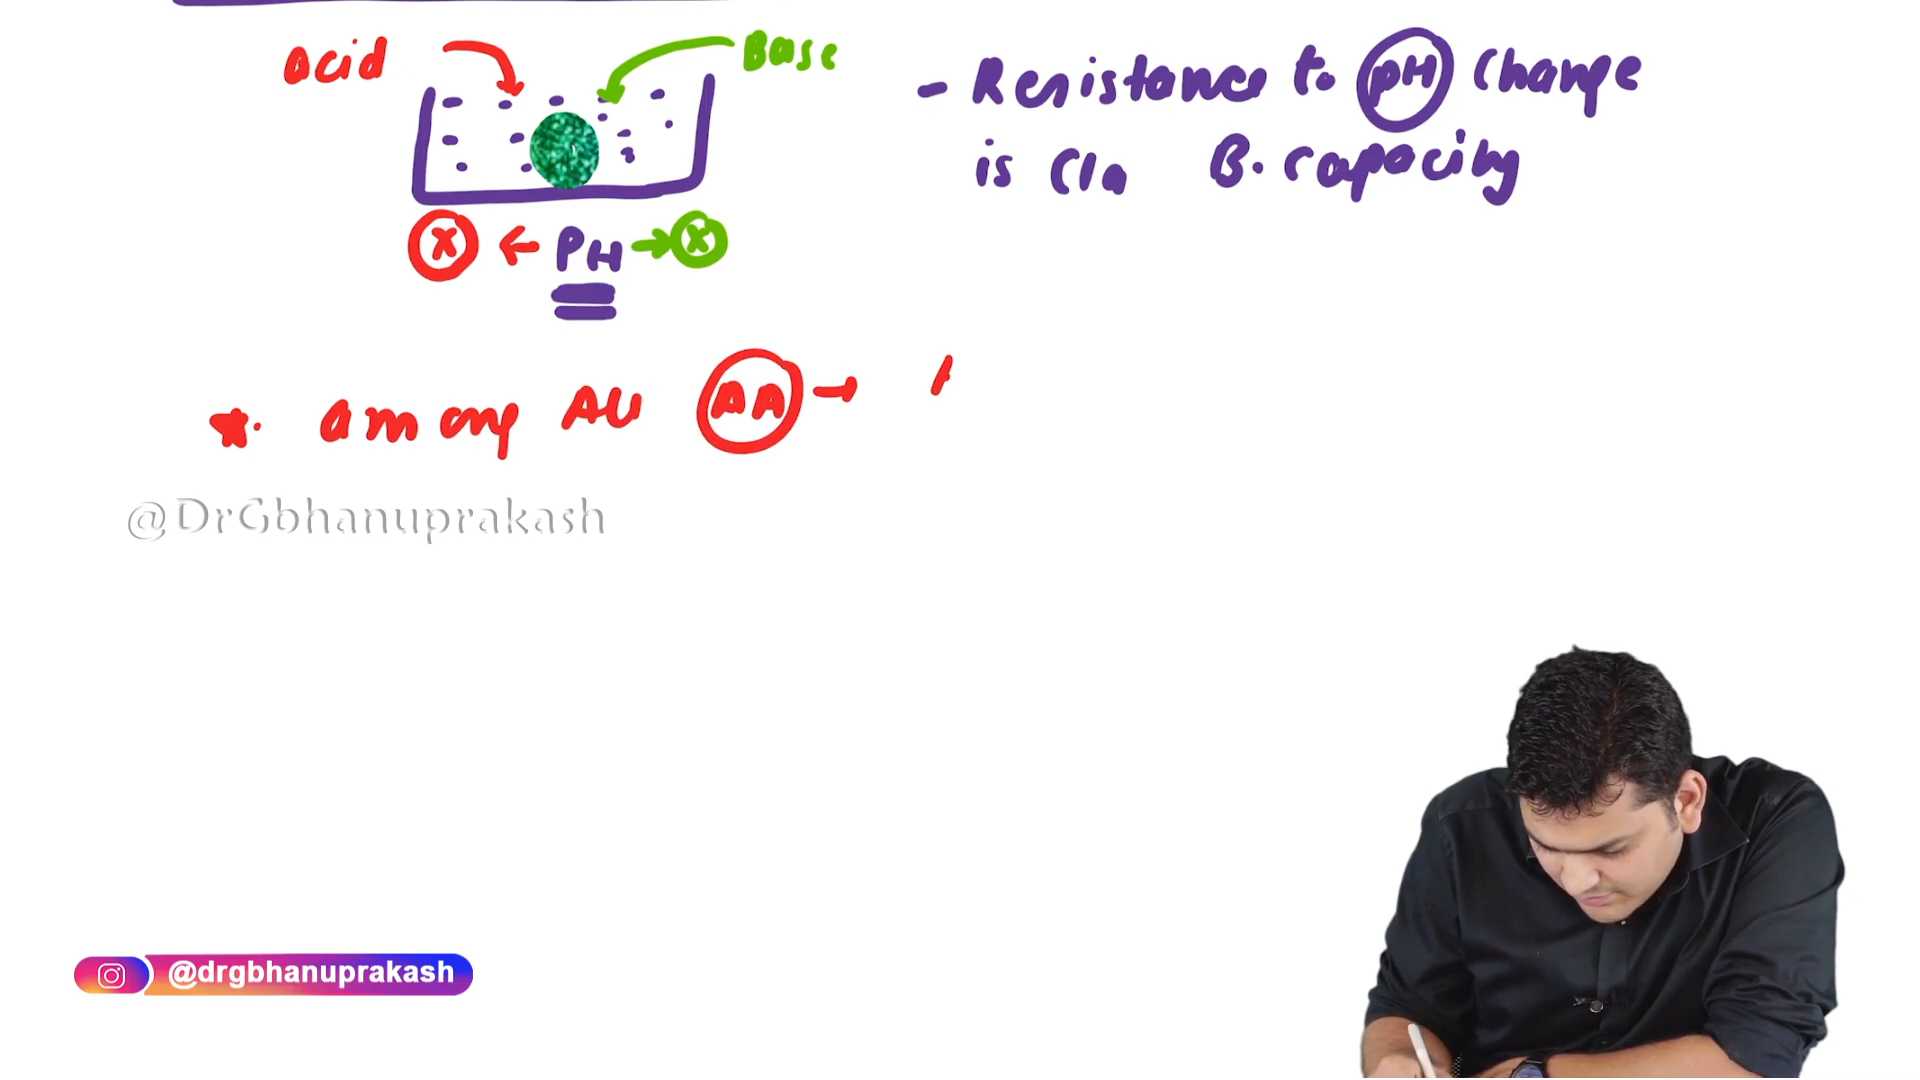 acid
Base
- Resistance to pH Change
is Cla B. capacity
X ← PH → X
* among All AA →
@DrGbhanuprakash
@drgbhanuprakash